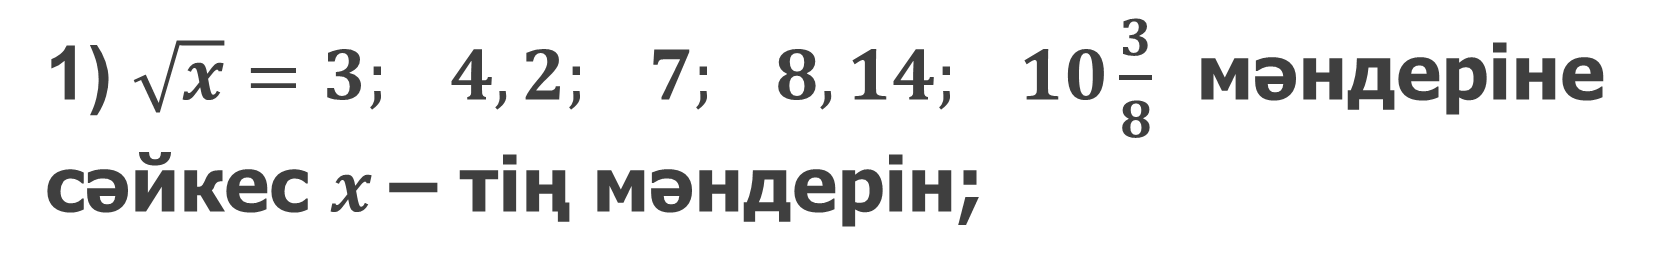 1) √x = 3; 4,2; 7; 8,14; 10 3/8 мәндеріне
сәйкес x – тің мәндерін;